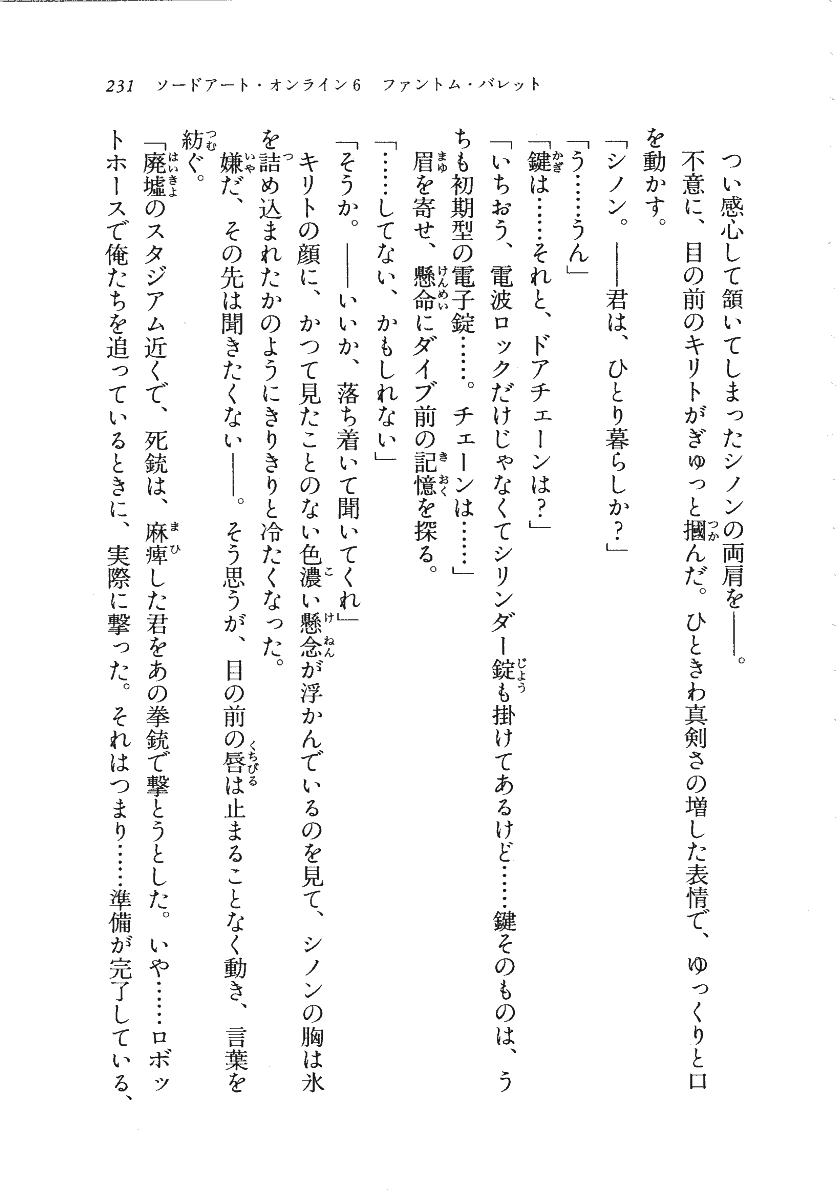 231　ソードアート・オンライン6　ファントム・バレット
つい感心して頷いてしまったシノンの両肩を――。
不意に、目の前のキリトがぎゅっと摑んだ。ひときわ真剣さの増した表情で、ゆっくりと口
を動かす。
「シノン。――君は、ひとり暮らしか？」
「う……うん」
「鍵は……それと、ドアチェーンは？」
「いちおう、電波ロックだけじゃなくてシリンダー錠も掛けてあるけど……鍵そのものは、う
ちも初期型の電子錠……。チェーンは……」
眉を寄せ、懸命にダイブ前の記憶を探る。
「……してない、かもしれない」
「そうか。――いいか、落ち着いて聞いてくれ」
キリトの顔に、かつて見たことのない色濃い懸念が浮かんでいるのを見て、シノンの胸は氷
を詰め込まれたかのようにきりきりと冷たくなった。
嫌だ、その先は聞きたくない――。そう思うが、目の前の唇は止まることなく動き、言葉を
紡ぐ。
「廃墟のスタジアム近くで、死銃は、麻痺した君をあの拳銃で撃とうとした。いや……ロボッ
トホースで俺たちを追っているときに、実際に撃った。それはつまり……準備が完了している、